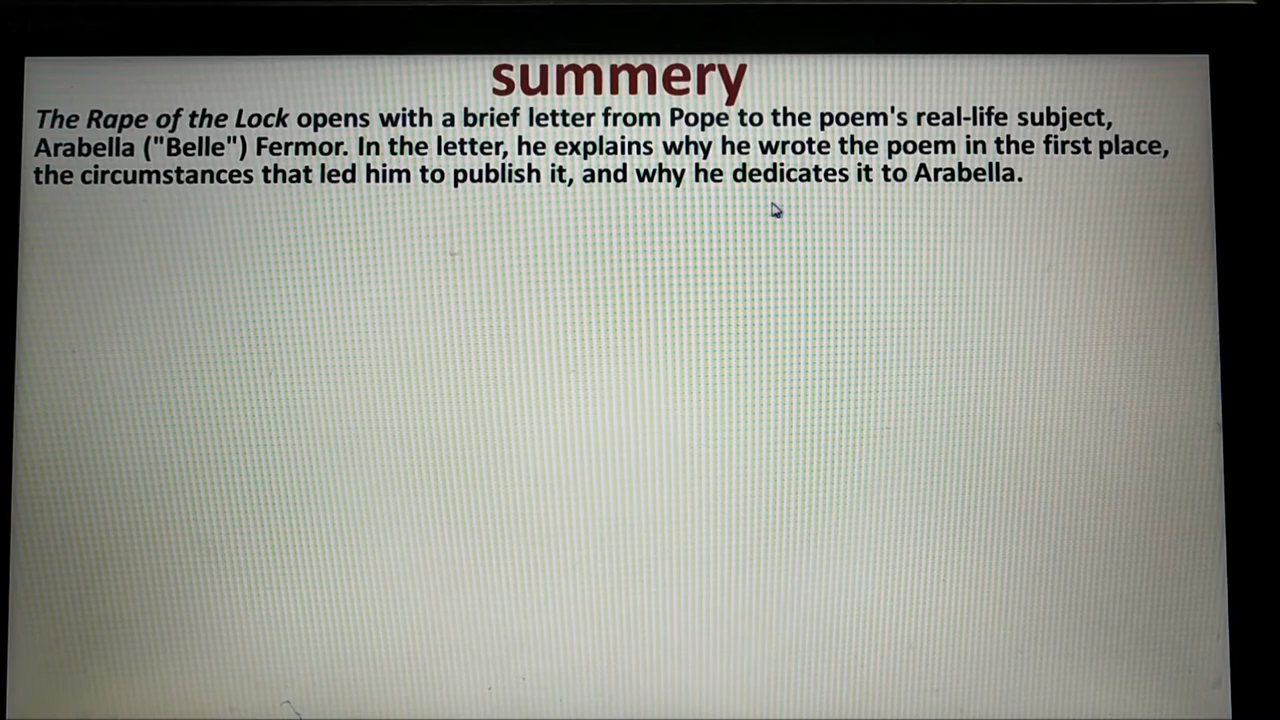 summery
The Rape of the Lock opens with a brief letter from Pope to the poem's real-life subject,
Arabella ("Belle") Fermor. In the letter, he explains why he wrote the poem in the first place,
the circumstances that led him to publish it, and why he dedicates it to Arabella.